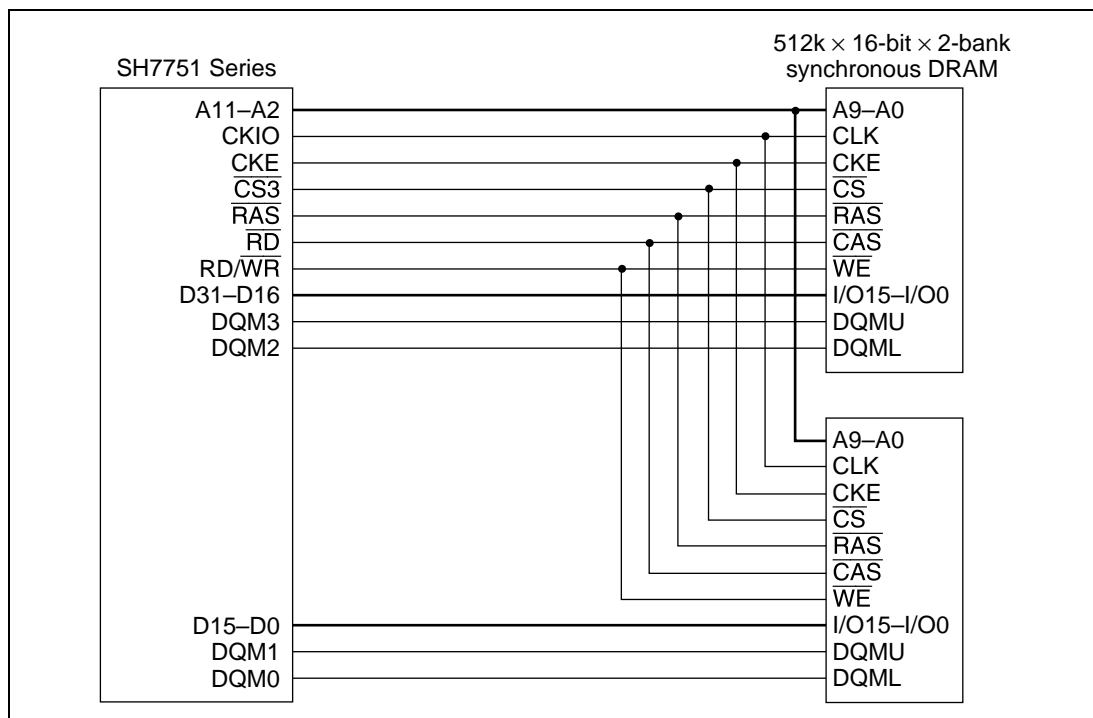 512k × 16-bit × 2-bank
synchronous DRAM
SH7751 Series
A11–A2
CKIO
CKE
CS3
RAS
RD
RD/WR
D31–D16
DQM3
DQM2
D15–D0
DQM1
DQM0
A9–A0
CLK
CKE
CS
RAS
CAS
WE
I/O15–I/O0
DQMU
DQML
A9–A0
CLK
CKE
CS
RAS
CAS
WE
I/O15–I/O0
DQMU
DQML